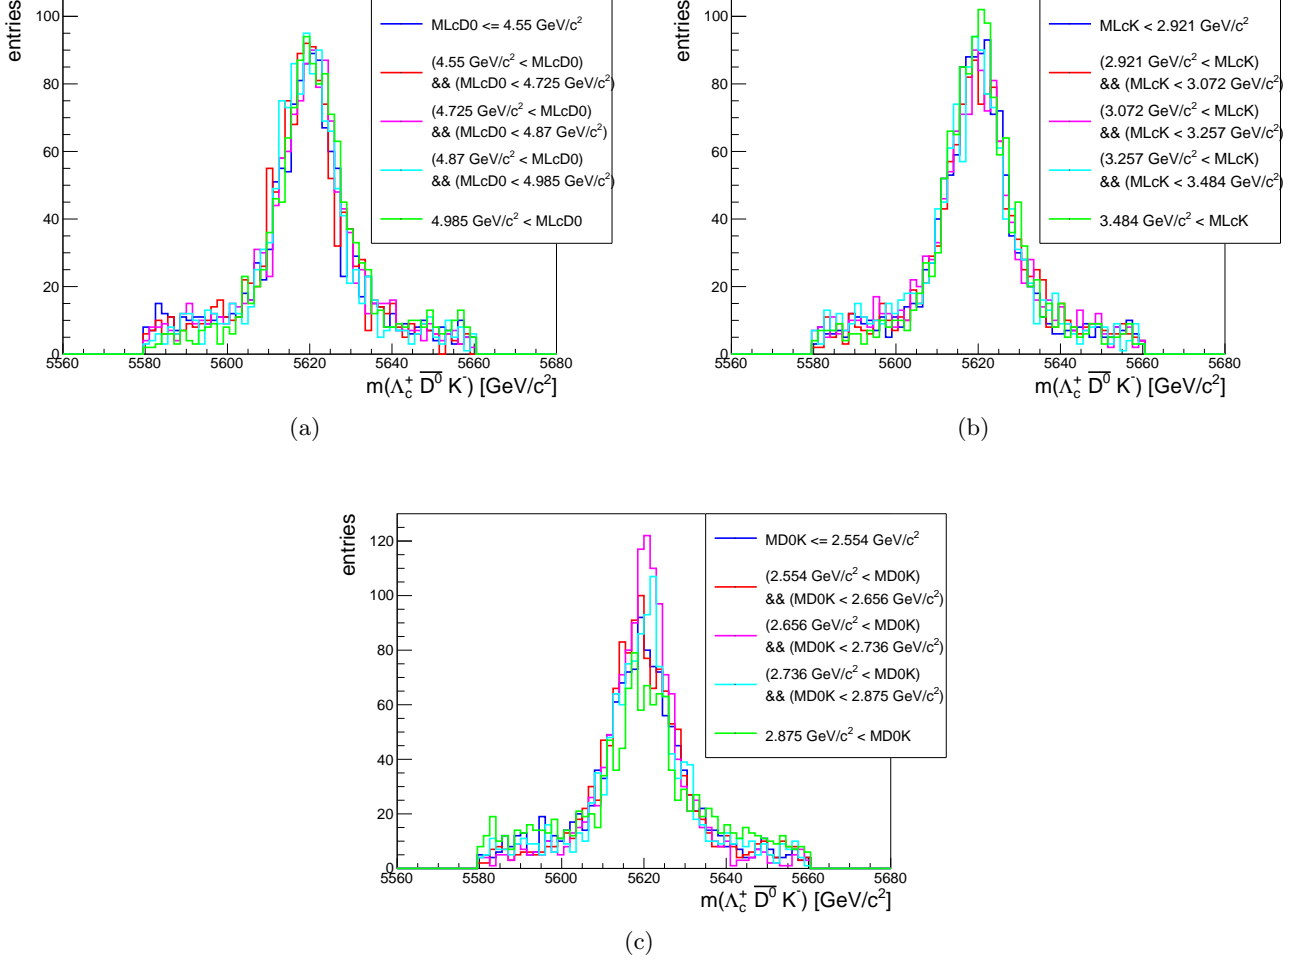 entries
100
80
60
40
20
0
5560 5580 5600 5620 5640 5660 5680
m(Λc+ D⁰ K⁻) [GeV/c²]
MLcD0 <= 4.55 GeV/c²
(4.55 GeV/c² < MLcD0)
&& (MLcD0 < 4.725 GeV/c²)
(4.725 GeV/c² < MLcD0)
&& (MLcD0 < 4.87 GeV/c²)
(4.87 GeV/c² < MLcD0)
&& (MLcD0 < 4.985 GeV/c²)
4.985 GeV/c² < MLcD0
(a)
entries
100
80
60
40
20
0
5560 5580 5600 5620 5640 5660 5680
m(Λc+ D⁰ K⁻) [GeV/c²]
MLcK < 2.921 GeV/c²
(2.921 GeV/c² < MLcK)
&& (MLcK < 3.072 GeV/c²)
(3.072 GeV/c² < MLcK)
&& (MLcK < 3.257 GeV/c²)
(3.257 GeV/c² < MLcK)
&& (MLcK < 3.484 GeV/c²)
3.484 GeV/c² < MLcK
(b)
entries
120
100
80
60
40
20
0
5560 5580 5600 5620 5640 5660 5680
m(Λc+ D⁰ K⁻) [GeV/c²]
MD0K <= 2.554 GeV/c²
(2.554 GeV/c² < MD0K)
&& (MD0K < 2.656 GeV/c²)
(2.656 GeV/c² < MD0K)
&& (MD0K < 2.736 GeV/c²)
(2.736 GeV/c² < MD0K)
&& (MD0K < 2.875 GeV/c²)
2.875 GeV/c² < MD0K
(c)